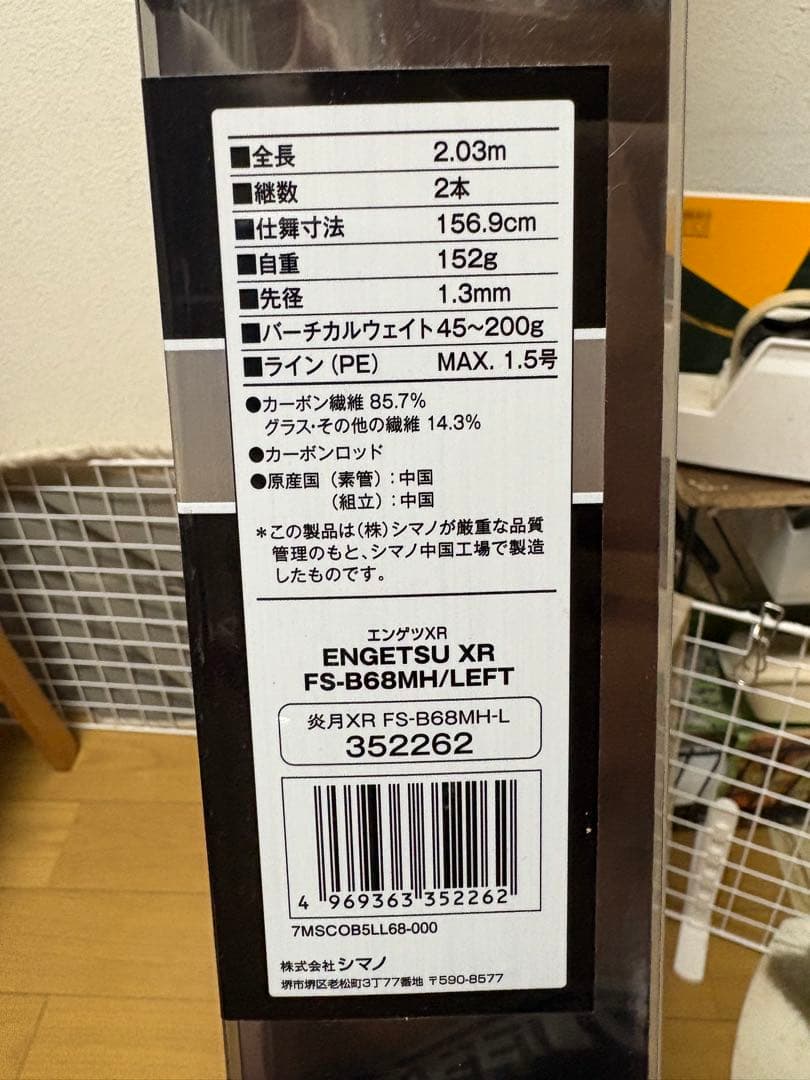 ■全長 2.03m
■継数 2本
■仕舞寸法 156.9cm
■自重 152g
■先径 1.3mm
■バーチカルウェイト 45~200g
■ライン(PE) MAX. 1.5号
●カーボン繊維 85.7%
グラス・その他の繊維 14.3%
●カーボンロッド
●原産国(素管):中国
(組立):中国
*この製品は(株)シマノが厳重な品質
管理のもと、シマノ中国工場で製造
したものです。
エンゲツXR
ENGETSU XR
FS-B68MH/LEFT
炎月XR FS-B68MH-L
352262
4 969363 352262
7MSCOB5LL68-000
株式会社シマノ
堺市堺区老松町3丁77番地 〒590-8577